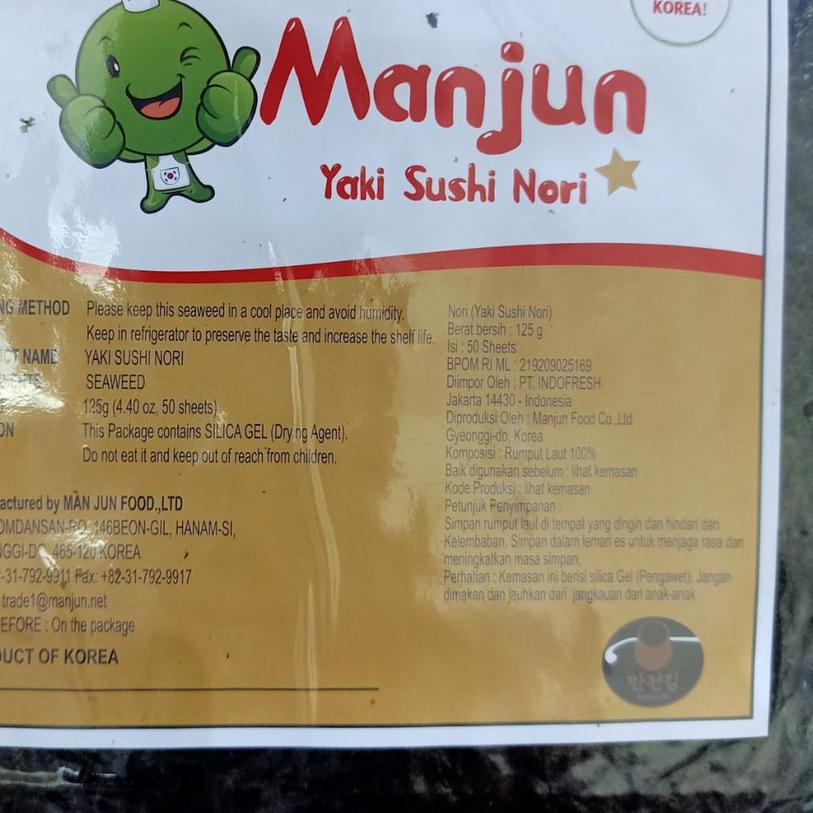 KOREA!
Manjun
Yaki Sushi Nori
NG METHOD Please keep this seaweed in a cool place and avoid humidity.
Keep in refrigerator to preserve the taste and increase the shelf life.
CT NAME YAKI SUSHI NORI
SEAWEED
125g (4.40 oz, 50 sheets)
ON This Package contains SILICA GEL (Drying Agent).
Do not eat it and keep out of reach from children.
actured by MAN JUN FOOD.,LTD
OMDANSAN-RO, 146BEON-GIL, HANAM-SI,
NGGI-DO, 465-120 KOREA
-31-792-9911 Fax: +82-31-792-9917
trade1@manjun.net
EFORE : On the package
UCT OF KOREA
Nori (Yaki Sushi Nori)
Berat bersih : 125 g
Isi : 50 Sheets
BPOM RI ML : 219209025169
Diimpor Oleh : PT. INDOFRESH
Jakarta 14430 - Indonesia
Diproduksi Oleh : Manjun Food Co.,Ltd
Gyeonggi-do, Korea
Komposisi : Rumput Laut 100%
Baik digunakan sebelum : lihat kemasan
Kode Produksi : lihat kemasan
Petunjuk Penyimpanan :
Simpan rumput laut di tempat yang dingin dan hindari dari
Kelembaban. Simpan dalam lemari es untuk menjaga rasa dan
meningkatkan masa simpan.
Perhatian : Kemasan ini berisi silica Gel (Pengawet). Jangan
dimakan dan jauhkan dari jangkauan dari anak-anak
만전김